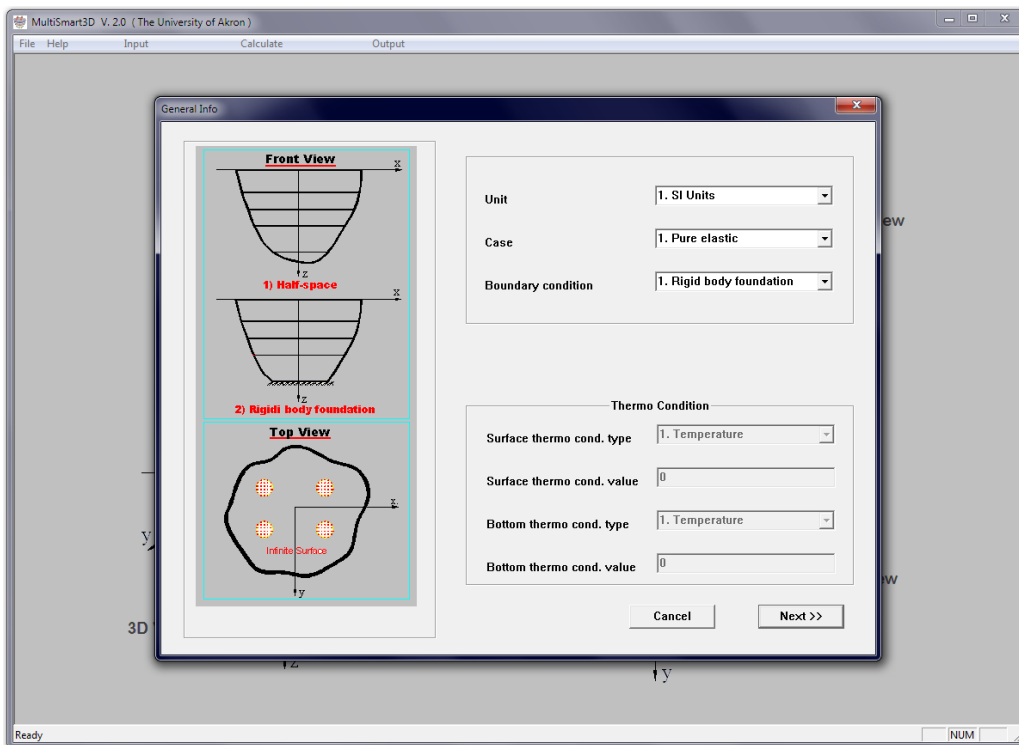 MultiSmart3D V. 2.0 ( The University of Akron )
File Help Input Calculate Output
General Info
Front View
x
z
1) Half-space
x
z
2) Rigidi body foundation
Top View
x
Infinite Surface
y
Unit 1. SI Units
Case 1. Pure elastic
Boundary condition 1. Rigid body foundation
Thermo Condition
Surface thermo cond. type 1. Temperature
Surface thermo cond. value 0
Bottom thermo cond. type 1. Temperature
Bottom thermo cond. value 0
Cancel Next >>
ew
y
ew
3D
z
y
Ready NUM